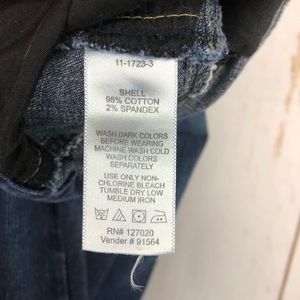 11-1723-3
SHELL
98% COTTON
2% SPANDEX
WASH DARK COLORS
BEFORE WEARING
MACHINE WASH COLD
WASH COLORS
SEPARATELY
USE ONLY NON-
CHLORINE BLEACH
TUMBLE DRY LOW
MEDIUM IRON
RN# 127020
Vender # 91564